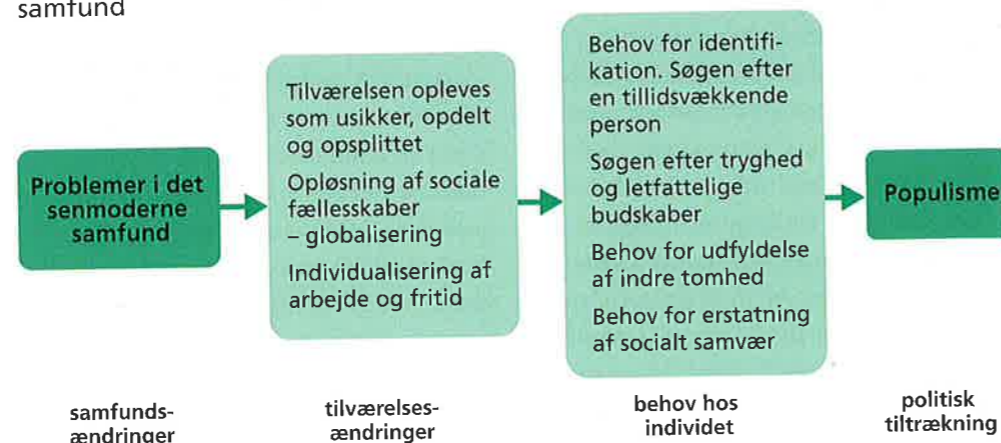 samfund
Problemer i det
senmoderne
samfund
Tilværelsen opleves
som usikker, opdelt
og opsplittet
Opløsning af sociale
fællesskaber
– globalisering
Individualisering af
arbejde og fritid
Behov for identifi-
kation. Søgen efter
en tillidsvækkende
person
Søgen efter tryghed
og letfattelige
budskaber
Behov for udfyldelse
af indre tomhed
Behov for erstatning
af socialt samvær
Populisme
samfunds-
ændringer
tilværelses-
ændringer
behov hos
individet
politisk
tiltrækning